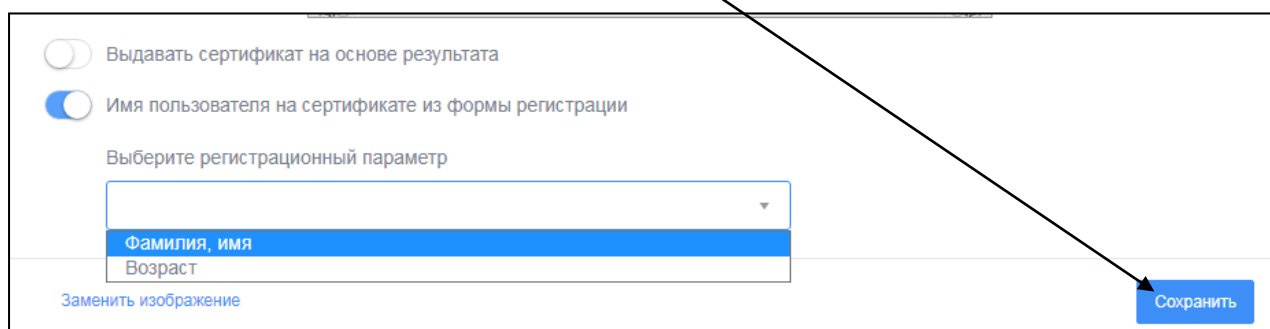 Выдавать сертификат на основе результата
Имя пользователя на сертификате из формы регистрации
Выберите регистрационный параметр
Фамилия, имя
Возраст
Заменить изображение
Сохранить